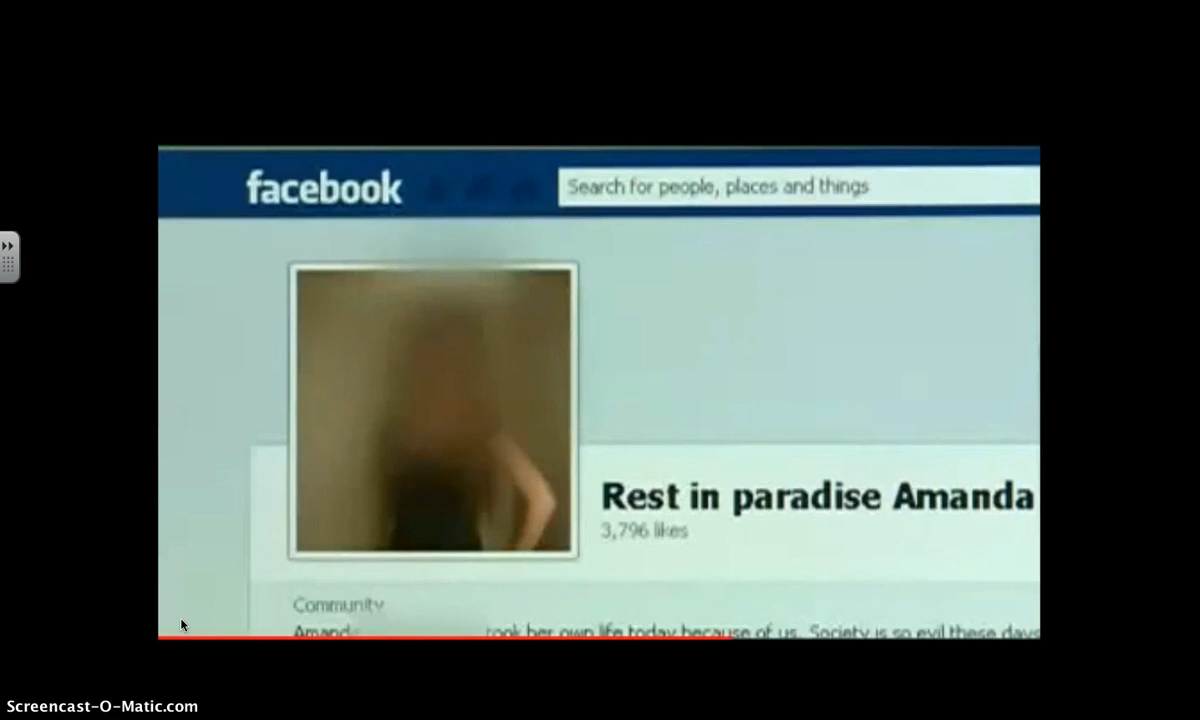 facebook
Search for people, places and things
Rest in paradise Amanda
3,796 likes
Community
took her own life today because of us. Society is so evil these days
Screencast-O-Matic.com